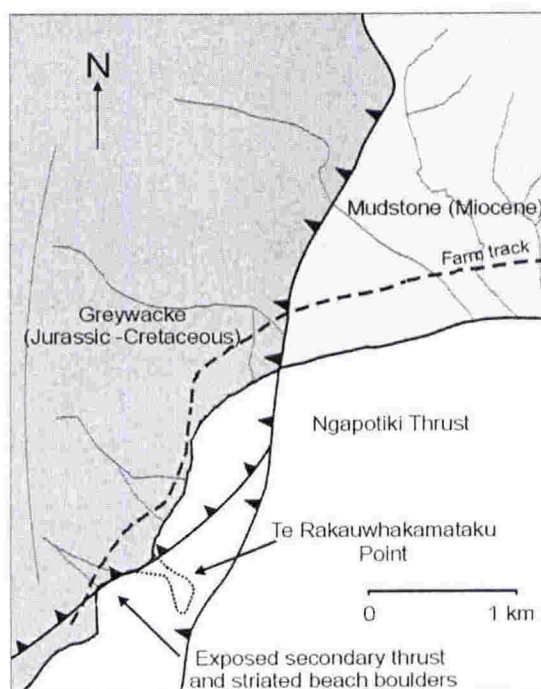 N
Mudstone (Miocene)
Farm track
Greywacke
(Jurassic -Cretaceous)
Ngapotiki Thrust
Te Rakauwhakamataku
Point
0 1 km
Exposed secondary thrust
and striated beach boulders